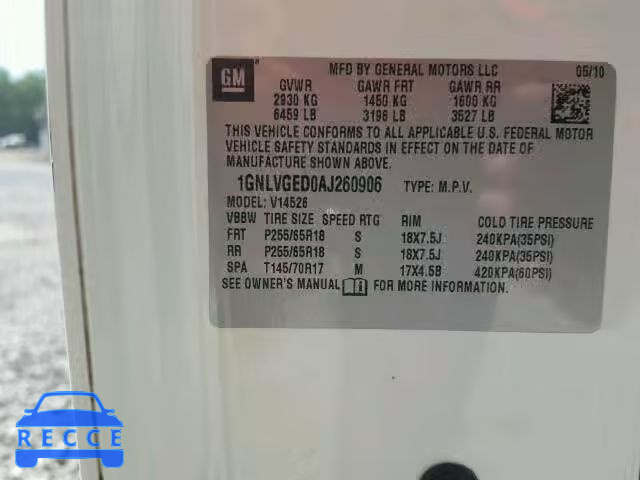 GM
MFD BY GENERAL MOTORS LLC 06/10
GVWR GAWR FRT GAWR RR
2930 KG 1450 KG 1600 KG
6459 LB 3196 LB 3527 LB
THIS VEHICLE CONFORMS TO ALL APPLICABLE U.S. FEDERAL MOTOR
VEHICLE SAFETY STANDARDS IN EFFECT ON THE DATE OF
MANUFACTURE SHOWN ABOVE.
1GNLVGED0AJ260906 TYPE: M.P.V.
MODEL: V14526
VBBW TIRE SIZE SPEED RTG RIM COLD TIRE PRESSURE
FRT P255/65R18 S 18X7.5J 240KPA(35PSI)
RR P255/65R18 S 18X7.5J 240KPA(35PSI)
SPA T145/70R17 M 17X4.5B 420KPA(60PSI)
SEE OWNER'S MANUAL FOR MORE INFORMATION.
RECCE